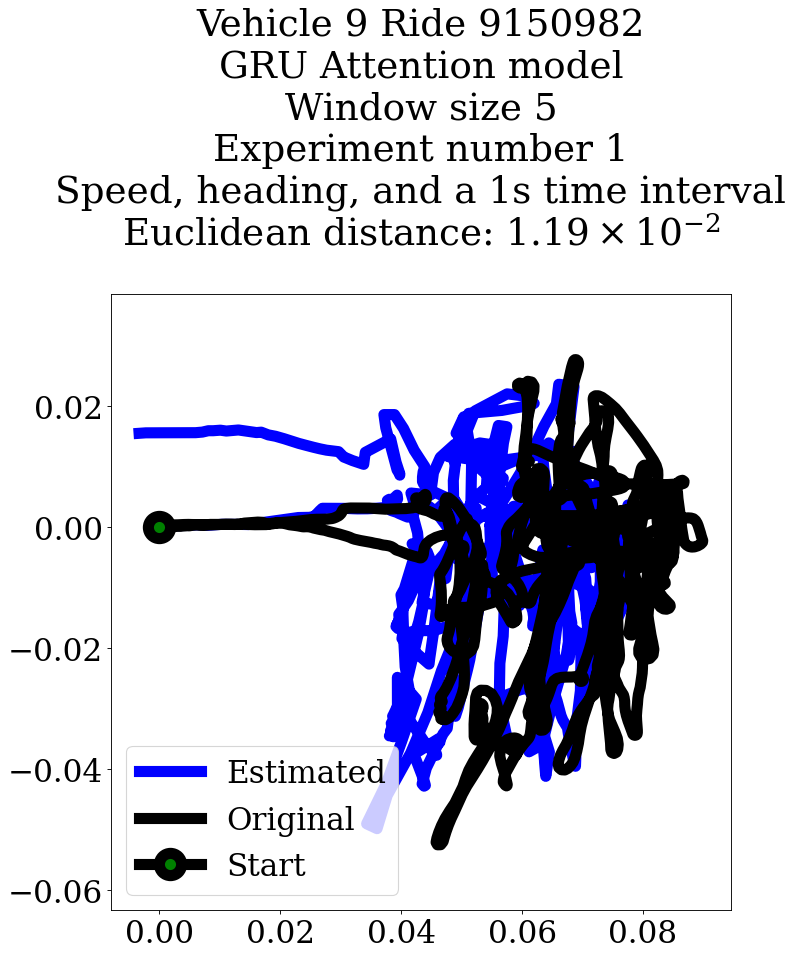 Vehicle 9 Ride 9150982
GRU Attention model
Window size 5
Experiment number 1
Speed, heading, and a 1s time interval
Euclidean distance: 1.19 × 10⁻²
0.02
0.00
−0.02
−0.04
−0.06
Estimated
Original
Start
0.00 0.02 0.04 0.06 0.08